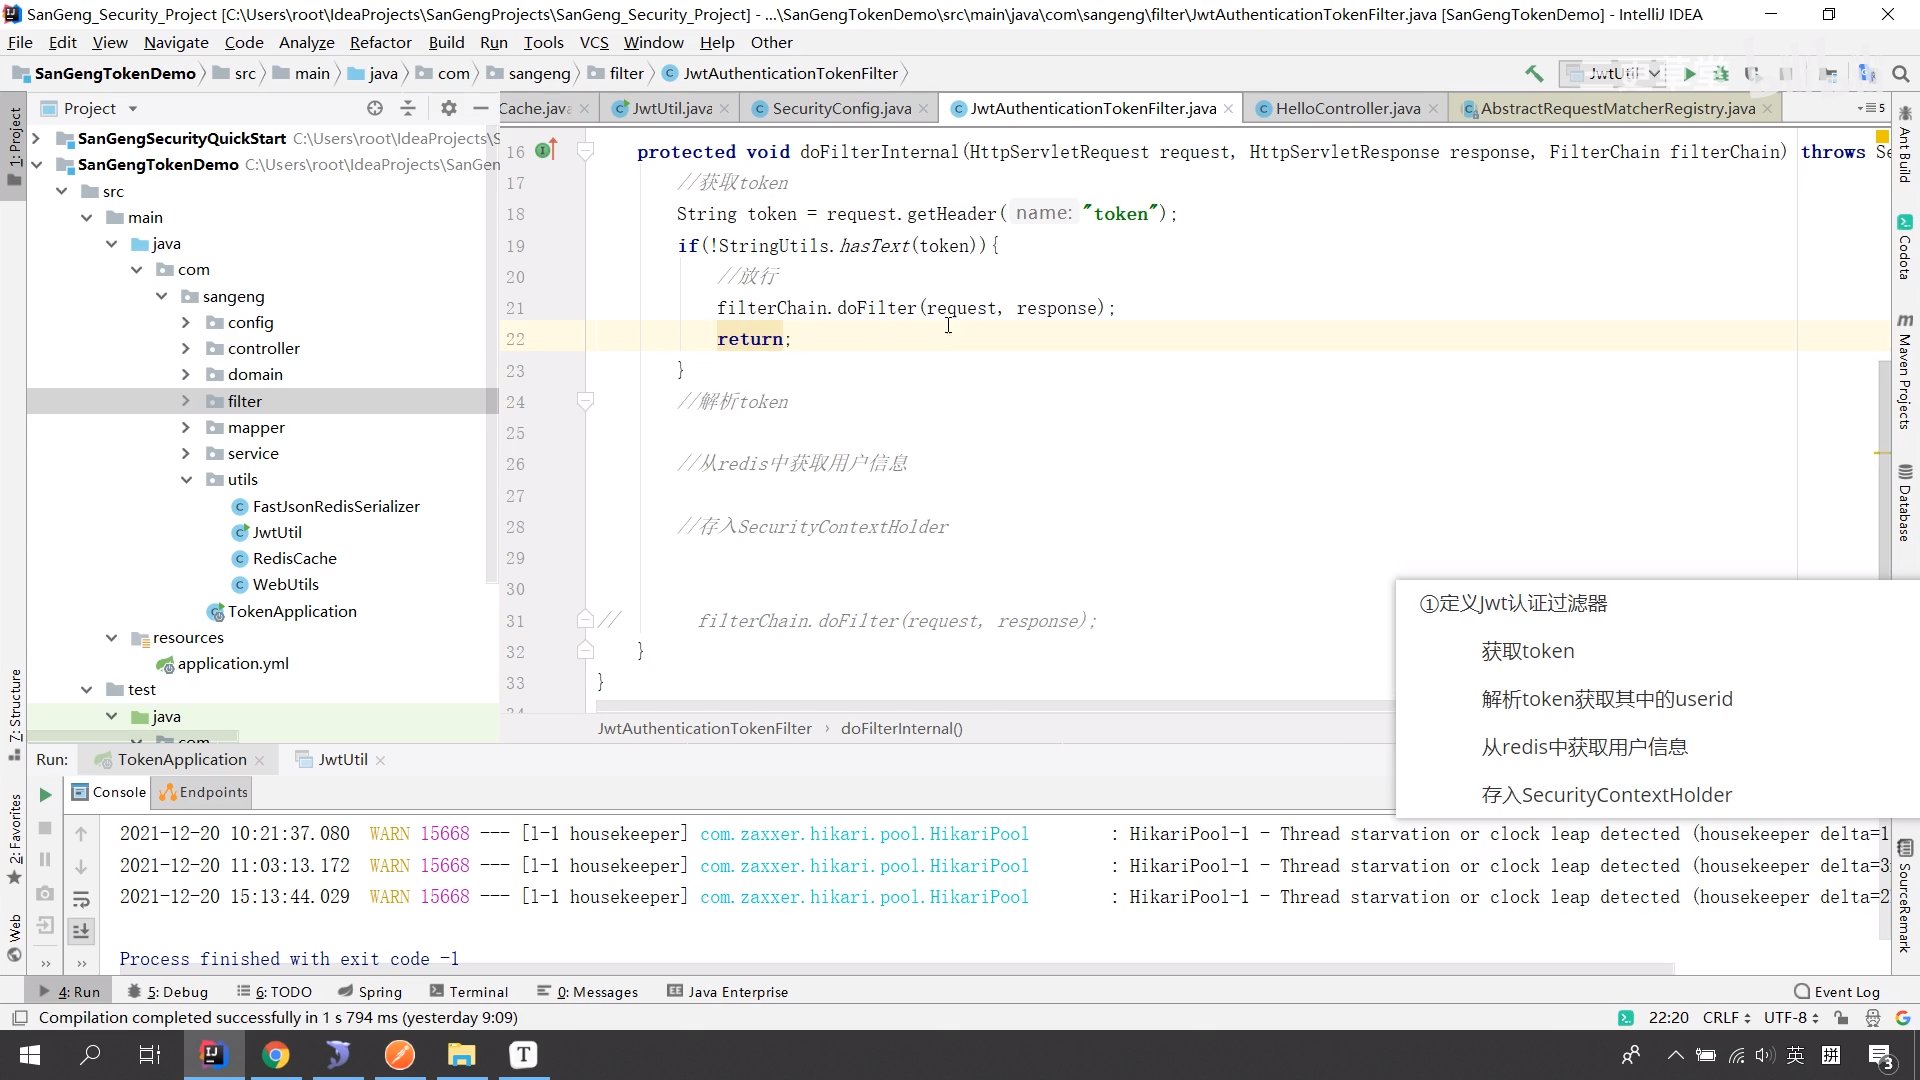 SanGeng_Security_Project [C:\Users\root\IdeaProjects\SanGengProjects\SanGeng_Security_Project] - ...\SanGengTokenDemo\src\main\java\com\sangeng\filter\JwtAuthenticationTokenFilter.java [SanGengTokenDemo] - IntelliJ IDEA
File Edit View Navigate Code Analyze Refactor Build Run Tools VCS Window Help Other
SanGengTokenDemo src main java com sangeng filter JwtAuthenticationTokenFilter JwtUtil
Project Cache.java JwtUtil.java SecurityConfig.java JwtAuthenticationTokenFilter.java HelloController.java AbstractRequestMatcherRegistry.java 5
1: Project
SanGengSecurityQuickStart C:\Users\root\IdeaProjects\S
SanGengTokenDemo C:\Users\root\IdeaProjects\SanGen
src
main
java
com
sangeng
config
controller
domain
filter
mapper
service
utils
FastJsonRedisSerializer
JwtUtil
RedisCache
WebUtils
TokenApplication
resources
application.yml
test
java
com
16 protected void doFilterInternal(HttpServletRequest request, HttpServletResponse response, FilterChain filterChain) throws Se
17 //获取token
18 String token = request.getHeader( name: "token");
19 if(!StringUtils.hasText(token)){
20 //放行
21 filterChain.doFilter(request, response);
22 return;
23 }
24 //解析token
25
26 //从redis中获取用户信息
27
28 //存入SecurityContextHolder
29
30
31 // filterChain.doFilter(request, response);
32 }
33 }
34
JwtAuthenticationTokenFilter › doFilterInternal()
①定义Jwt认证过滤器
获取token
解析token获取其中的userid
从redis中获取用户信息
存入SecurityContextHolder
Ant Build
Codota
Maven Projects
Database
SourceRemark
Z: Structure
2: Favorites
Web
Run: TokenApplication JwtUtil
Console Endpoints
2021-12-20 10:21:37.080 WARN 15668 --- [l-1 housekeeper] com.zaxxer.hikari.pool.HikariPool : HikariPool-1 - Thread starvation or clock leap detected (housekeeper delta=1
2021-12-20 11:03:13.172 WARN 15668 --- [l-1 housekeeper] com.zaxxer.hikari.pool.HikariPool : HikariPool-1 - Thread starvation or clock leap detected (housekeeper delta=3
2021-12-20 15:13:44.029 WARN 15668 --- [l-1 housekeeper] com.zaxxer.hikari.pool.HikariPool : HikariPool-1 - Thread starvation or clock leap detected (housekeeper delta=2
Process finished with exit code -1
4: Run 5: Debug 6: TODO Spring Terminal 0: Messages Java Enterprise Event Log
Compilation completed successfully in 1 s 794 ms (yesterday 9:09) 22:20 CRLF UTF-8
英 拼 3